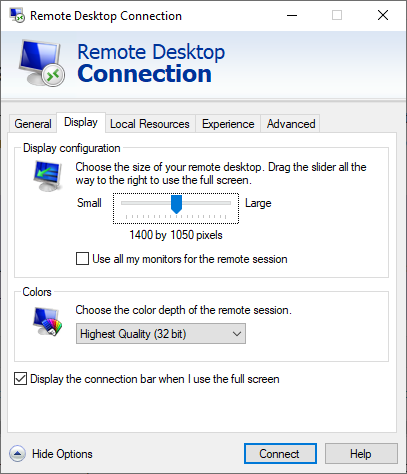 Remote Desktop Connection
Remote Desktop
Connection
General Display Local Resources Experience Advanced
Display configuration
Choose the size of your remote desktop. Drag the slider all the
way to the right to use the full screen.
Small Large
1400 by 1050 pixels
Use all my monitors for the remote session
Colors
Choose the color depth of the remote session.
Highest Quality (32 bit)
Display the connection bar when I use the full screen
Hide Options Connect Help